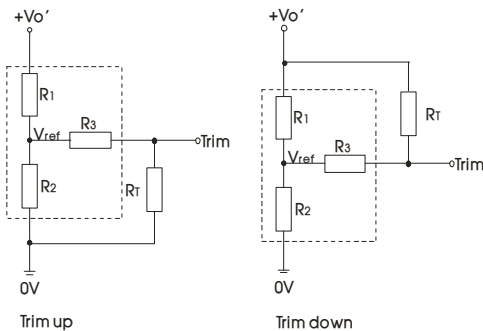 +Vo'
R1
Vref
R3
Trim
R2
RT
0V
Trim up
+Vo'
R1
RT
Vref
R3
Trim
R2
0V
Trim down